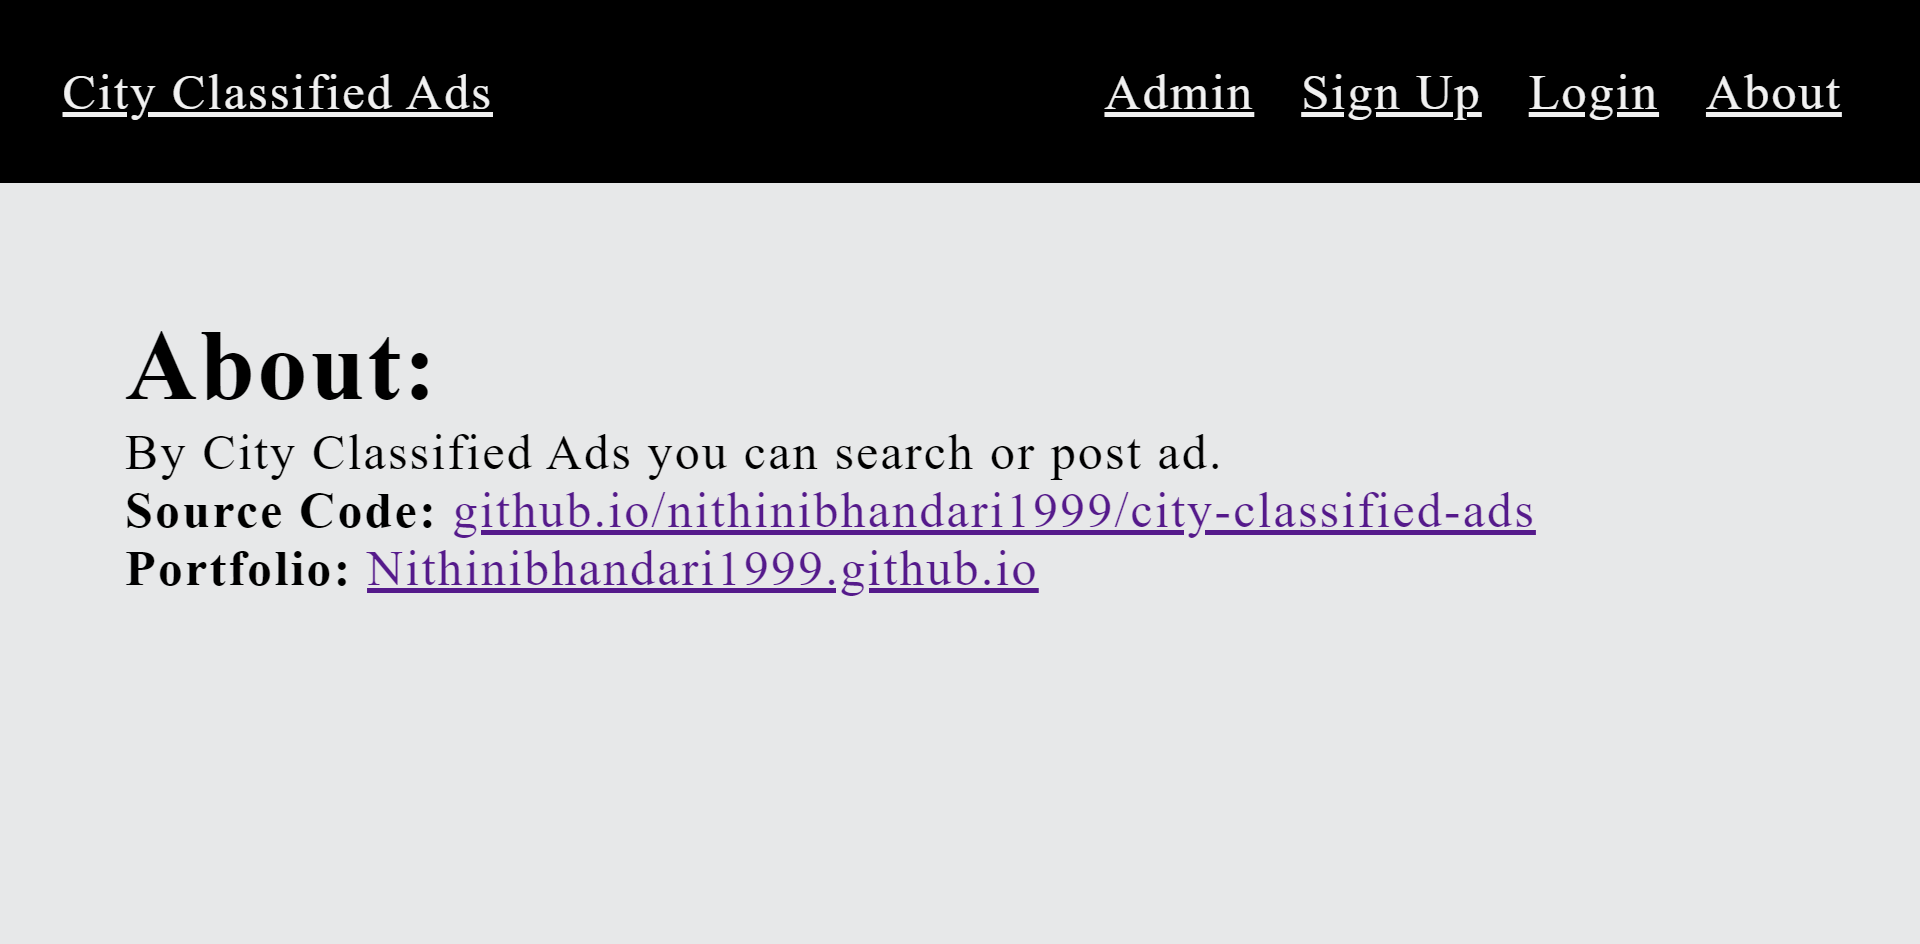 City Classified Ads Admin Sign Up Login About
About:
By City Classified Ads you can search or post ad.
Source Code: github.io/nithinibhandari1999/city-classified-ads
Portfolio: Nithinibhandari1999.github.io